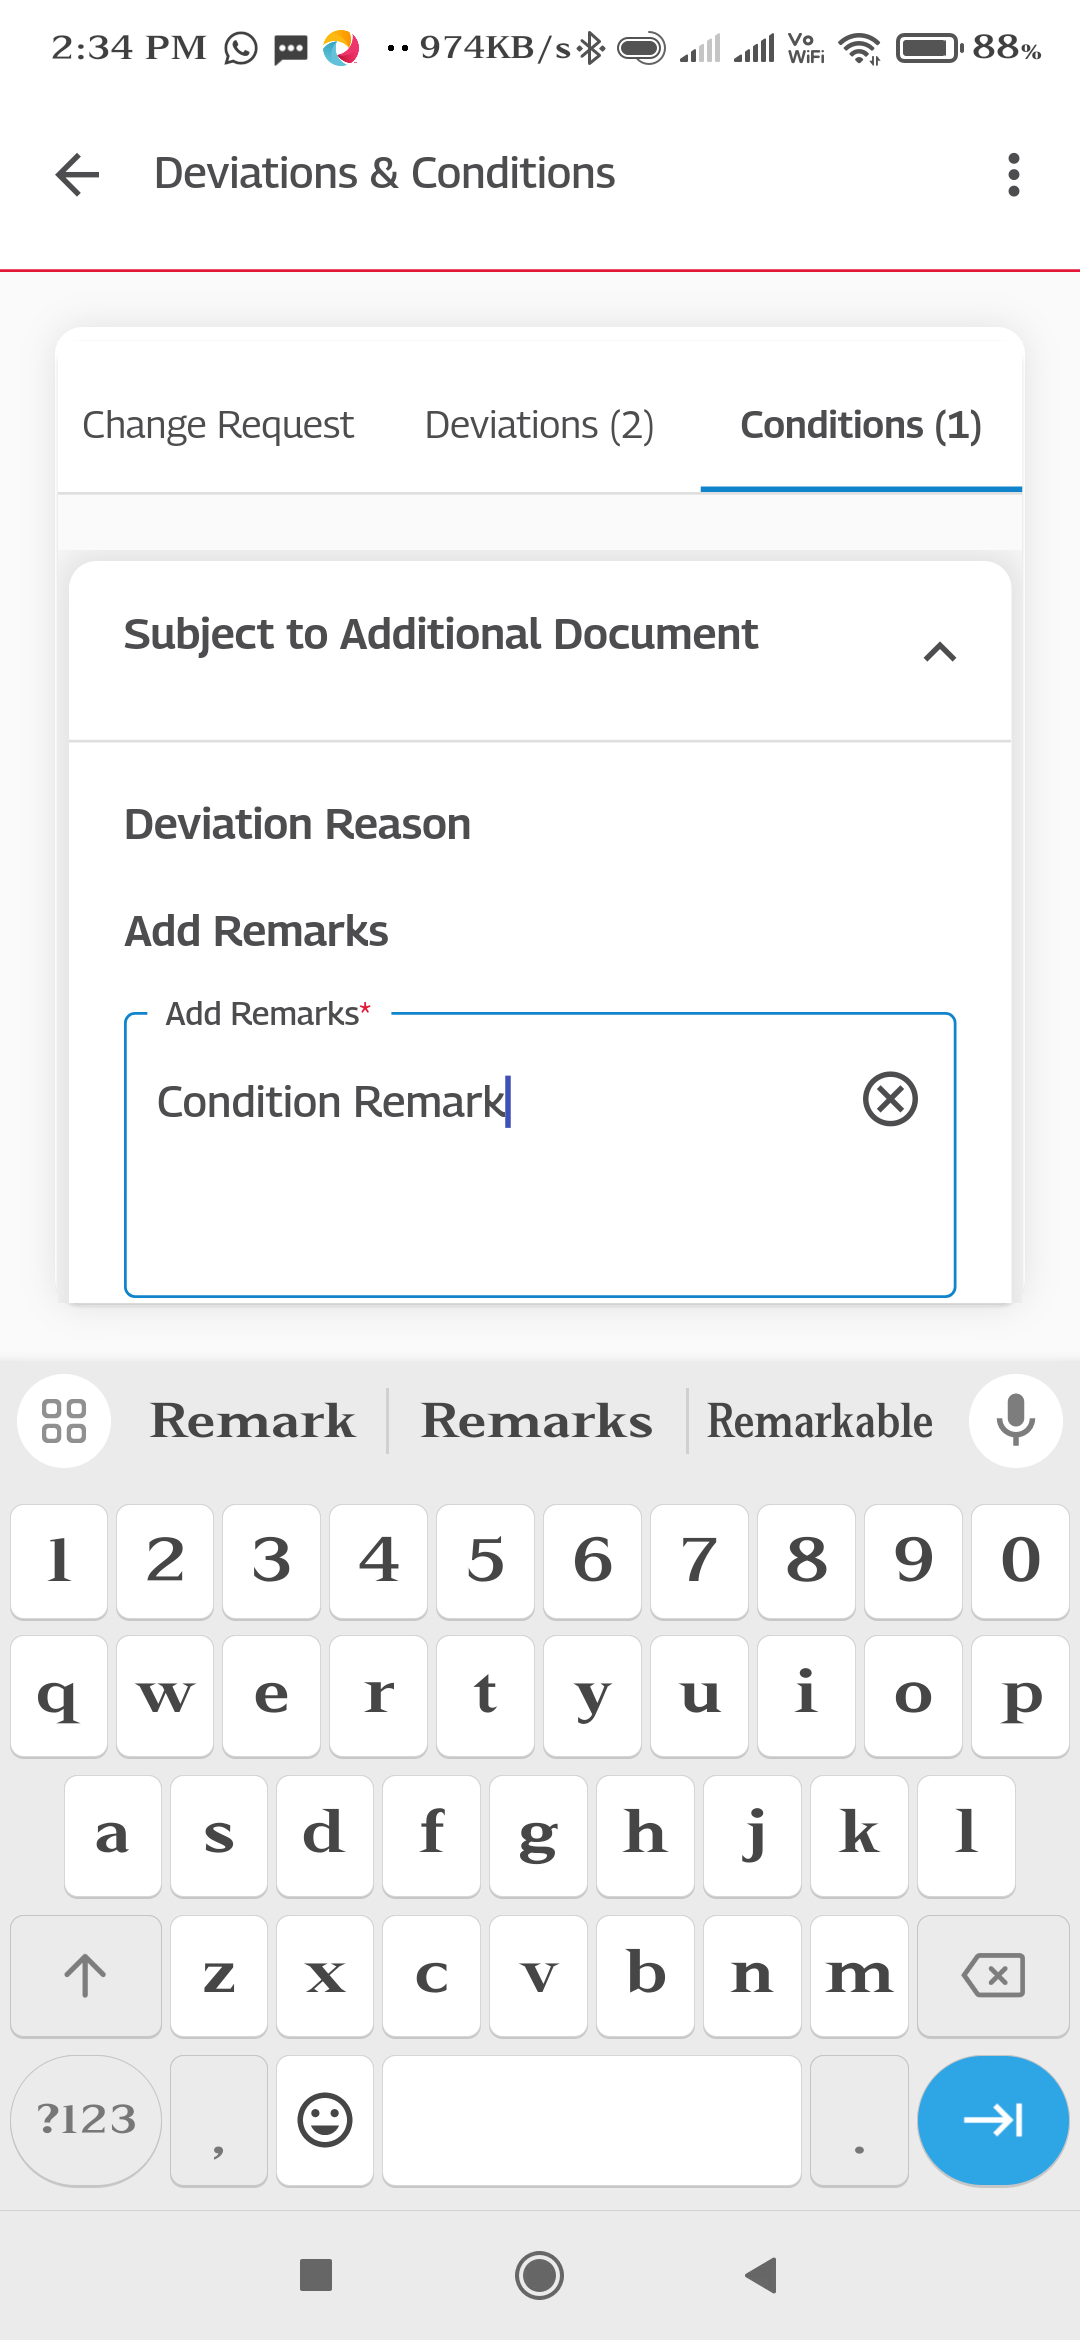 2:34 PM 974KB/s Vo WiFi 88%
Deviations & Conditions
Change Request Deviations (2) Conditions (1)
Subject to Additional Document
Deviation Reason
Add Remarks
Add Remarks*
Condition Remark
Remark Remarks Remarkable
1 2 3 4 5 6 7 8 9 0
q w e r t y u i o p
a s d f g h j k l
z x c v b n m
?123 , .